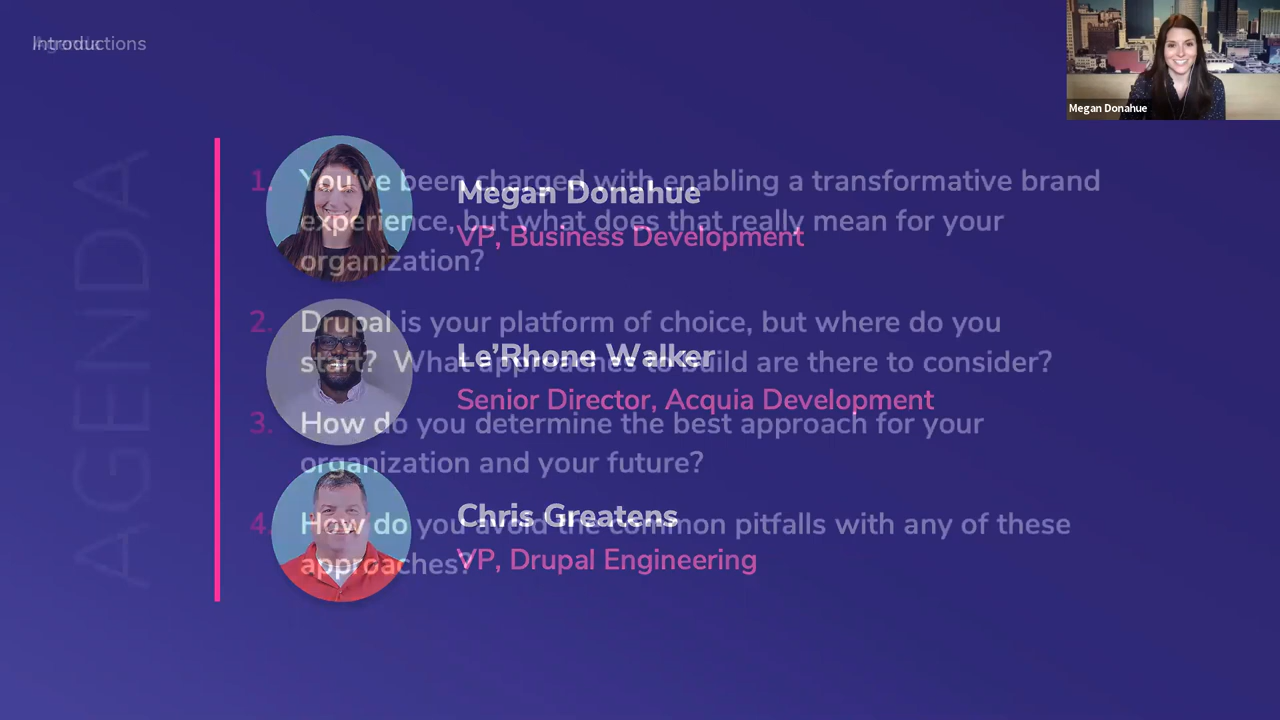 Introductions
Agenda
Megan Donahue
AGENDA
1. You've been charged with enabling a transformative brand
experience, but what does that really mean for your
organization?
2. Drupal is your platform of choice, but where do you
start? What approaches to build are there to consider?
3. How do you determine the best approach for your
organization and your future?
4. How do you avoid the common pitfalls with any of these
approaches?
Megan Donahue
VP, Business Development
Le'Rhone Walker
Senior Director, Acquia Development
Chris Greatens
VP, Drupal Engineering